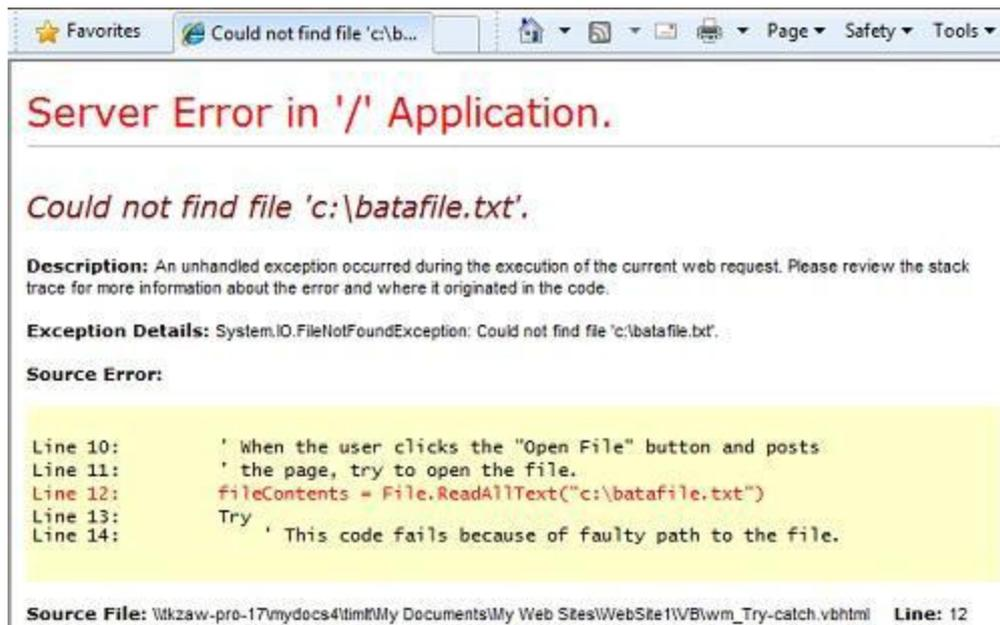 Favorites Could not find file 'c:\b... Page Safety Tools
Server Error in '/' Application.
Could not find file 'c:\batafile.txt'.
Description: An unhandled exception occurred during the execution of the current web request. Please review the stack
trace for more information about the error and where it originated in the code.
Exception Details: System.IO.FileNotFoundException: Could not find file 'c:\batafile.txt'.
Source Error:
Line 10: ' When the user clicks the "Open File" button and posts
Line 11: ' the page, try to open the file.
Line 12: fileContents = File.ReadAllText("c:\batafile.txt")
Line 13: Try
Line 14: ' This code fails because of faulty path to the file.
Source File: \\tkzaw-pro-17\mydocs4\timlt\My Documents\My Web Sites\WebSite1\VB\wm_Try-catch.vbhtml Line: 12